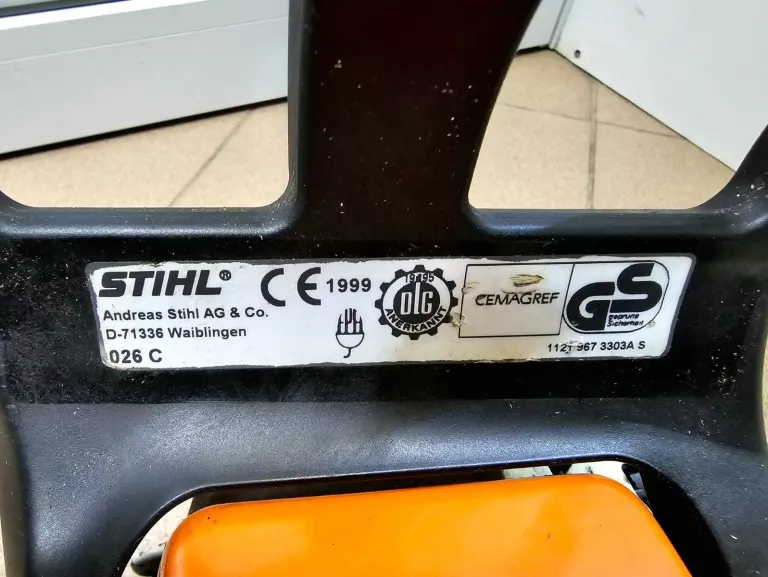 STIHL®
Andreas Stihl AG & Co.
D-71336 Waiblingen
026 C
CE 1999
1995
DLG
ANERKANNT
CEMAGREF
GS
geprüfte
Sicherheit
1121 967 3303A S